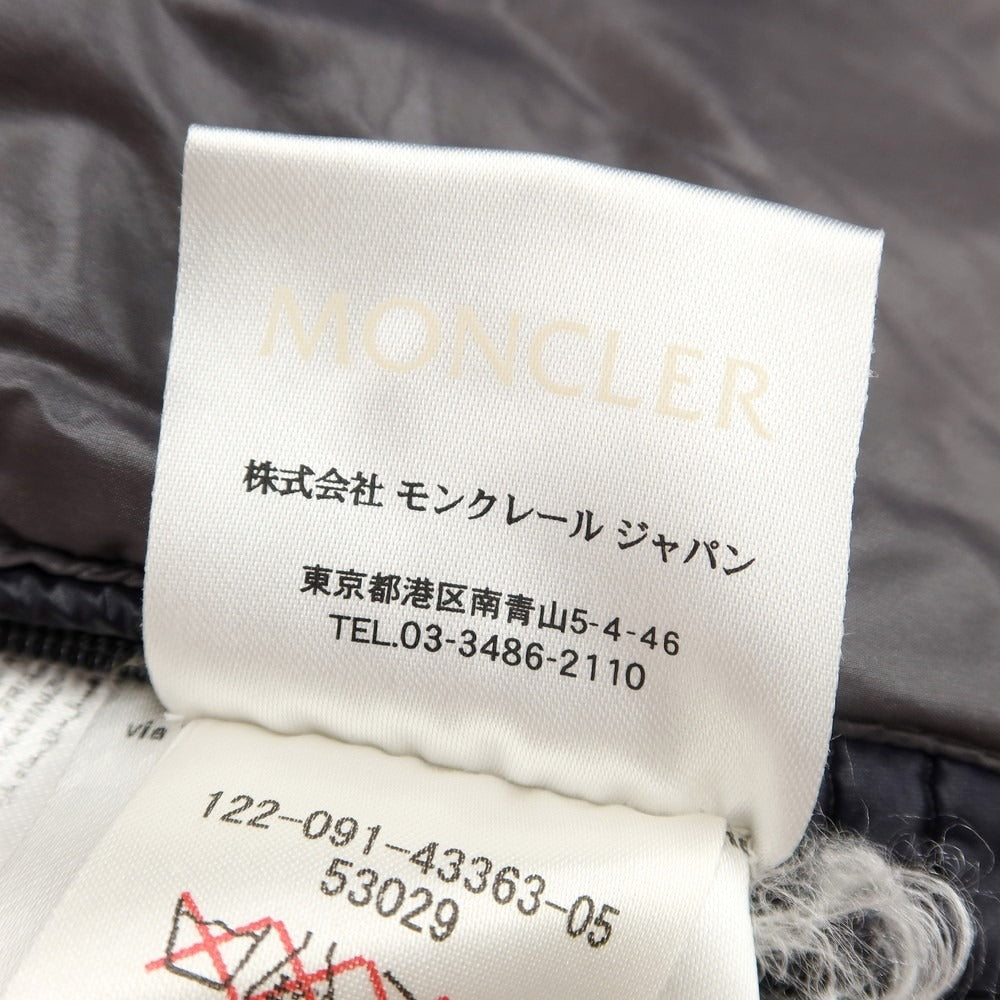 MONCLER
株式会社 モンクレール ジャパン
東京都港区南青山5-4-46
TEL.03-3486-2110
via
122-091-43363-05
53029